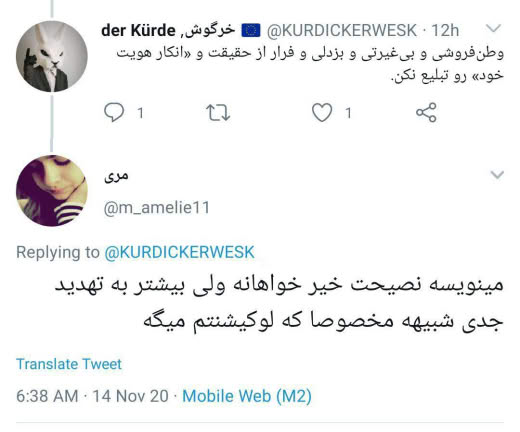 der Kürde ,خرگوش 🇪🇺 @KURDICKERWESK · 12h
وطن‌فروشی و بی‌غیرتی و بزدلی و فرار از حقیقت و «انکار هویت
خود» رو تبلیغ نکن.
1 1
مری
@m_amelie11
Replying to @KURDICKERWESK
مینویسه نصیحت خیر خواهانه ولی بیشتر به تهدید
جدی شبیهه مخصوصا که لوکیشنتم میگه
Translate Tweet
6:38 AM · 14 Nov 20 · Mobile Web (M2)